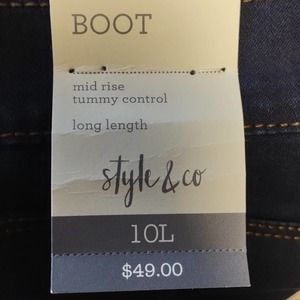 BOOT
mid rise
tummy control
long length
style & co
10L
$49.00